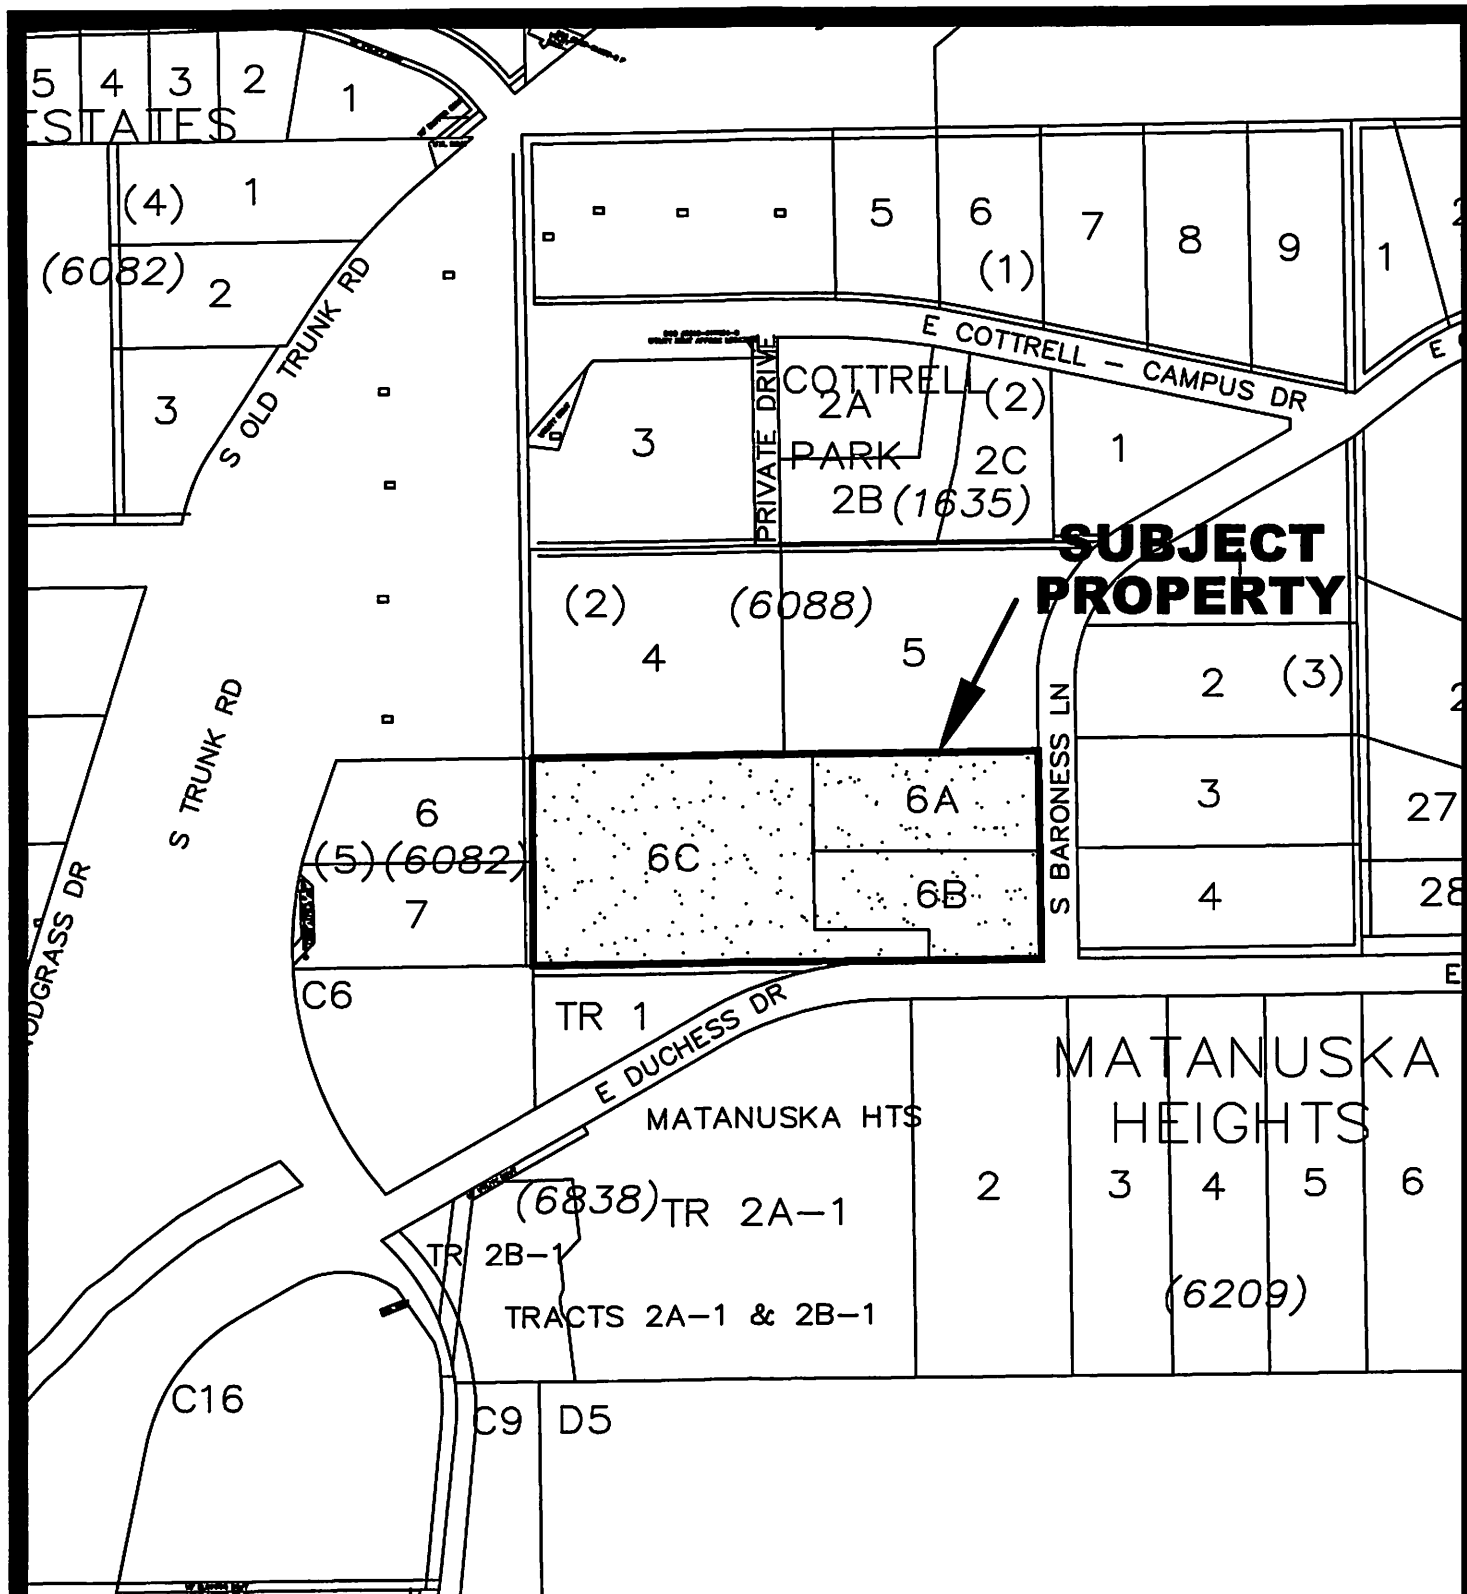 5 4 3 2 1
ESTATES
(4) 1
(6082) 2
3
S OLD TRUNK RD
5 6 7 8 9 1
(1)
E COTTRELL - CAMPUS DR
E
PRIVATE DRIVE
COTTRELL
2A (2)
3 1
PARK 2C
2B (1635)
SUBJECT
PROPERTY
(2) (6088)
4 5
2 (3)
S TRUNK RD
S BARONESS LN
6 6A 3 27
(5) (6082) 6C
7 6B 4 28
C6
TR 1
E
E DUCHESS DR
MATANUSKA
HEIGHTS
MATANUSKA HTS
2 3 4 5 6
(6838) TR 2A-1
TR 2B-1
(6209)
TRACTS 2A-1 & 2B-1
C16
C9 D5